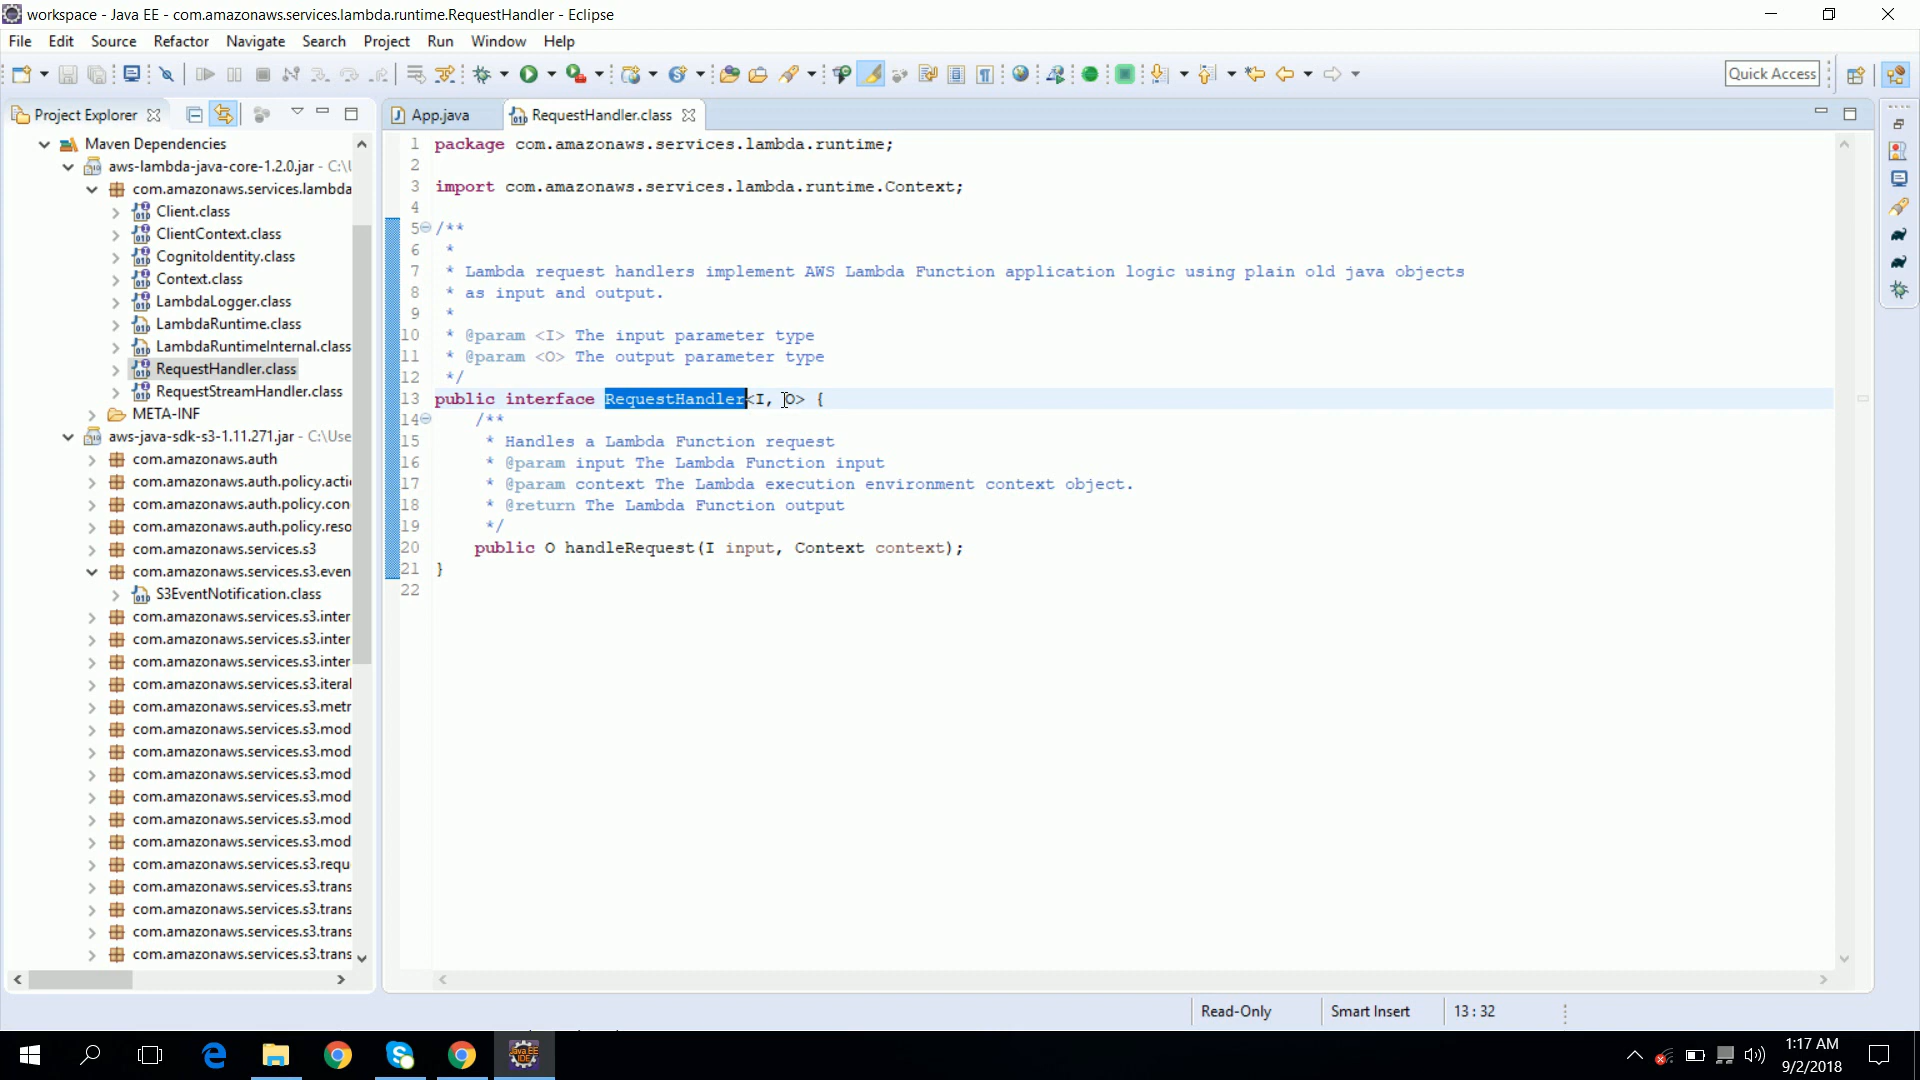 workspace - Java EE - com.amazonaws.services.lambda.runtime.RequestHandler - Eclipse
File Edit Source Refactor Navigate Search Project Run Window Help
Quick Access
Project Explorer
Maven Dependencies
aws-lambda-java-core-1.2.0.jar - C:\U
com.amazonaws.services.lambda
Client.class
ClientContext.class
CognitoIdentity.class
Context.class
LambdaLogger.class
LambdaRuntime.class
LambdaRuntimeInternal.class
RequestHandler.class
RequestStreamHandler.class
META-INF
aws-java-sdk-s3-1.11.271.jar - C:\Use
com.amazonaws.auth
com.amazonaws.auth.policy.acti
com.amazonaws.auth.policy.con
com.amazonaws.auth.policy.reso
com.amazonaws.services.s3
com.amazonaws.services.s3.even
S3EventNotification.class
com.amazonaws.services.s3.inter
com.amazonaws.services.s3.inter
com.amazonaws.services.s3.inter
com.amazonaws.services.s3.iteral
com.amazonaws.services.s3.metr
com.amazonaws.services.s3.mod
com.amazonaws.services.s3.mod
com.amazonaws.services.s3.mod
com.amazonaws.services.s3.mod
com.amazonaws.services.s3.mod
com.amazonaws.services.s3.mod
com.amazonaws.services.s3.requ
com.amazonaws.services.s3.trans
com.amazonaws.services.s3.trans
com.amazonaws.services.s3.trans
com.amazonaws.services.s3.trans
App.java RequestHandler.class
1 package com.amazonaws.services.lambda.runtime;
2
3 import com.amazonaws.services.lambda.runtime.Context;
4
5 /**
6 *
7 * Lambda request handlers implement AWS Lambda Function application logic using plain old java objects
8 * as input and output.
9 *
10 * @param <I> The input parameter type
11 * @param <O> The output parameter type
12 */
13 public interface RequestHandler<I, O> {
14 /**
15 * Handles a Lambda Function request
16 * @param input The Lambda Function input
17 * @param context The Lambda execution environment context object.
18 * @return The Lambda Function output
19 */
20 public O handleRequest(I input, Context context);
21 }
22
Read-Only Smart Insert 13 : 32
Java EE
IDE
1:17 AM
9/2/2018